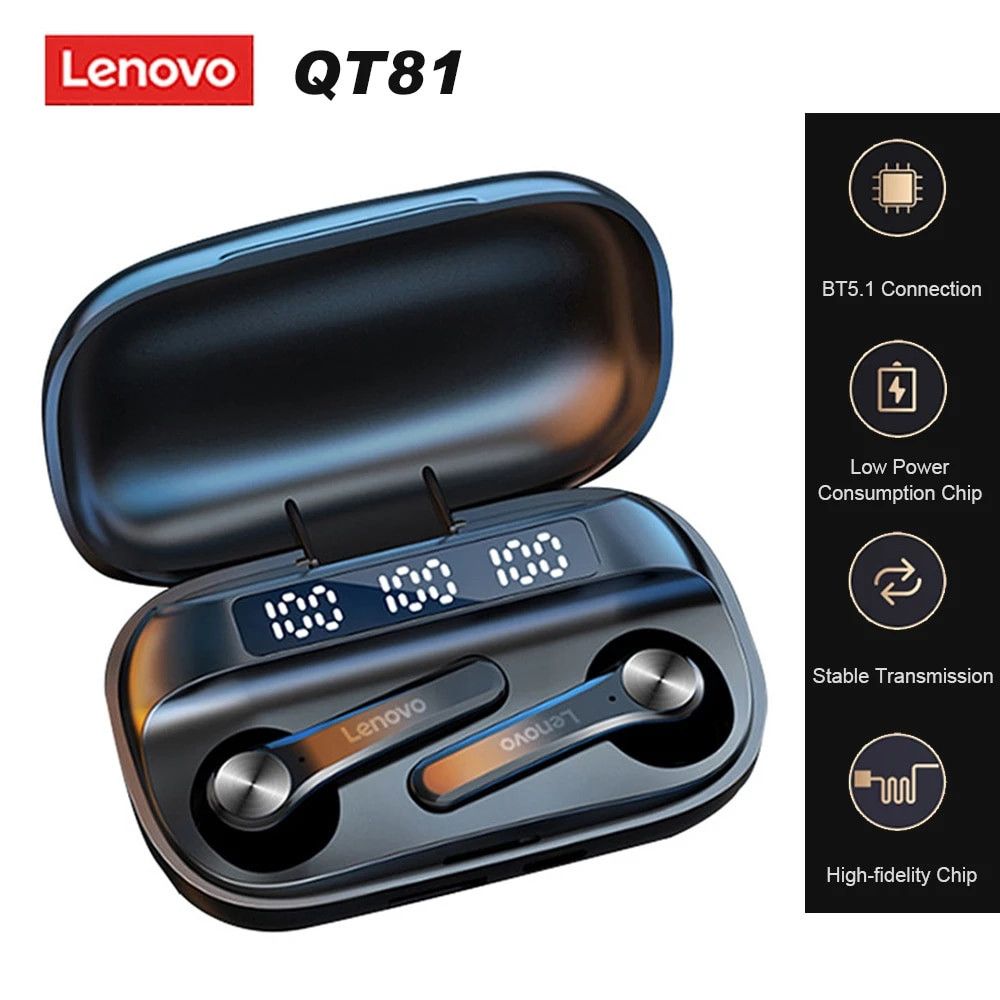 Lenovo
QT81
BT5.1 Connection
Low Power
Consumption Chip
Stable Transmission
High-fidelity Chip
100
100
100
Lenovo
Lenovo